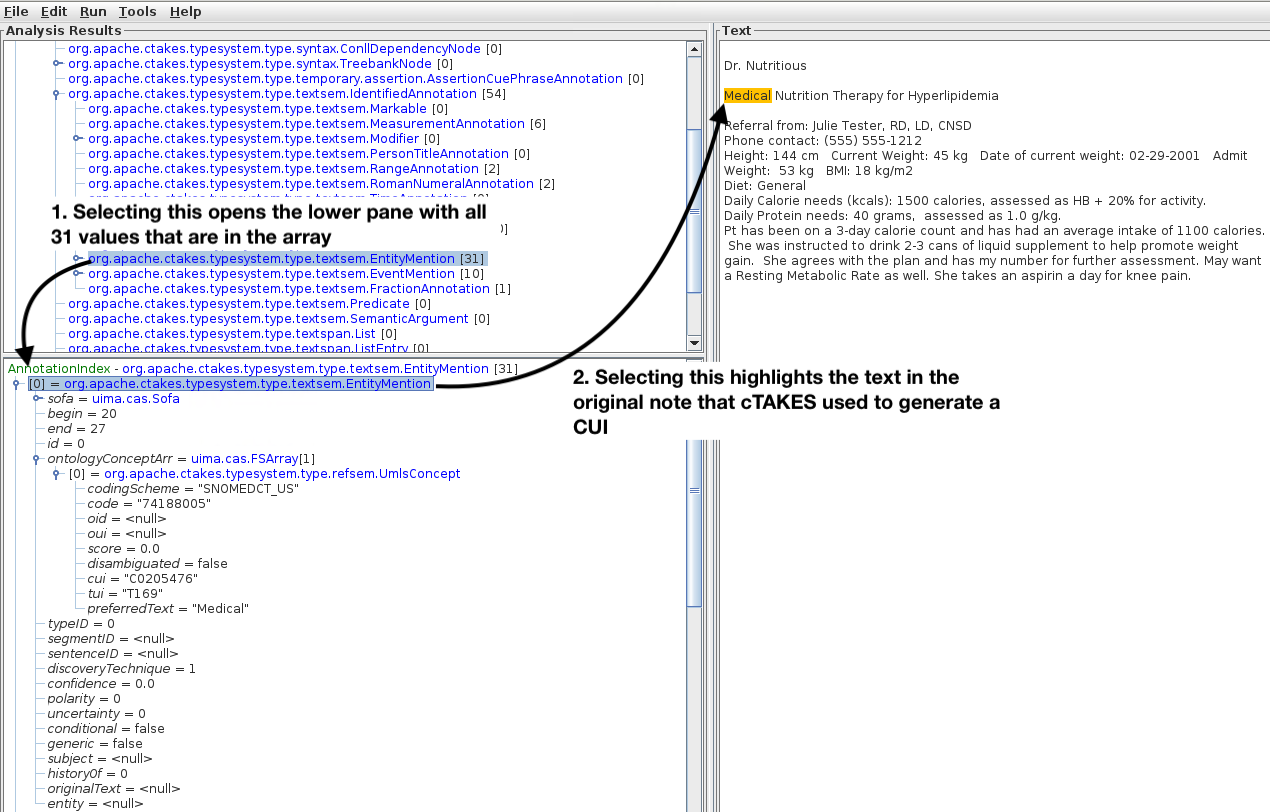 File Edit Run Tools Help
Analysis Results
org.apache.ctakes.typesystem.type.syntax.ConllDependencyNode [0]
org.apache.ctakes.typesystem.type.syntax.TreebankNode [0]
org.apache.ctakes.typesystem.type.temporary.assertion.AssertionCuePhraseAnnotation [0]
org.apache.ctakes.typesystem.type.textsem.IdentifiedAnnotation [54]
org.apache.ctakes.typesystem.type.textsem.Markable [0]
org.apache.ctakes.typesystem.type.textsem.MeasurementAnnotation [6]
org.apache.ctakes.typesystem.type.textsem.Modifier [0]
org.apache.ctakes.typesystem.type.textsem.PersonTitleAnnotation [0]
org.apache.ctakes.typesystem.type.textsem.RangeAnnotation [2]
org.apache.ctakes.typesystem.type.textsem.RomanNumeralAnnotation [2]
1. Selecting this opens the lower pane with all
31 values that are in the array
org.apache.ctakes.typesystem.type.textsem.EntityMention [31]
org.apache.ctakes.typesystem.type.textsem.EventMention [10]
org.apache.ctakes.typesystem.type.textsem.FractionAnnotation [1]
org.apache.ctakes.typesystem.type.textsem.Predicate [0]
org.apache.ctakes.typesystem.type.textsem.SemanticArgument [0]
org.apache.ctakes.typesystem.type.textspan.List [0]
org.apache.ctakes.typesystem.type.textspan.ListEntry [0]
AnnotationIndex - org.apache.ctakes.typesystem.type.textsem.EntityMention [31]
[0] = org.apache.ctakes.typesystem.type.textsem.EntityMention
sofa = uima.cas.Sofa
begin = 20
end = 27
id = 0
ontologyConceptArr = uima.cas.FSArray[1]
[0] = org.apache.ctakes.typesystem.type.refsem.UmlsConcept
codingScheme = "SNOMEDCT_US"
code = "74188005"
oid = <null>
oui = <null>
score = 0.0
disambiguated = false
cui = "C0205476"
tui = "T169"
preferredText = "Medical"
typeID = 0
segmentID = <null>
sentenceID = <null>
discoveryTechnique = 1
confidence = 0.0
polarity = 0
uncertainty = 0
conditional = false
generic = false
subject = <null>
historyOf = 0
originalText = <null>
entity = <null>
Text
Dr. Nutritious
Medical Nutrition Therapy for Hyperlipidemia
Referral from: Julie Tester, RD, LD, CNSD
Phone contact: (555) 555-1212
Height: 144 cm Current Weight: 45 kg Date of current weight: 02-29-2001 Admit
Weight: 53 kg BMI: 18 kg/m2
Diet: General
Daily Calorie needs (kcals): 1500 calories, assessed as HB + 20% for activity.
Daily Protein needs: 40 grams, assessed as 1.0 g/kg.
Pt has been on a 3-day calorie count and has had an average intake of 1100 calories.
She was instructed to drink 2-3 cans of liquid supplement to help promote weight
gain. She agrees with the plan and has my number for further assessment. May want
a Resting Metabolic Rate as well. She takes an aspirin a day for knee pain.
2. Selecting this highlights the text in the
original note that cTAKES used to generate a
CUI